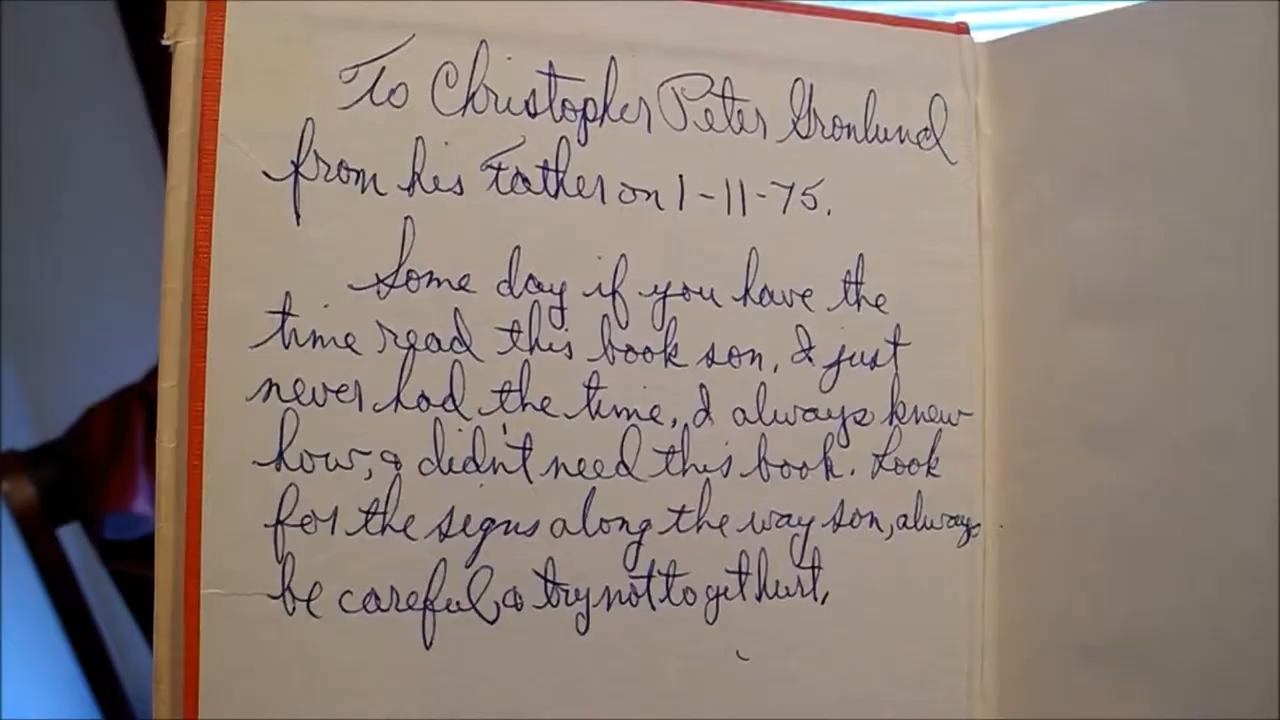 To Christopher Peter Gronlund
from his Father on 1-11-75.
Some day if you have the
time read this book son, I just
never had the time, I always knew
how, & didn't need this book. Look
for the signs along the way son, always
be careful & try not to get hurt,